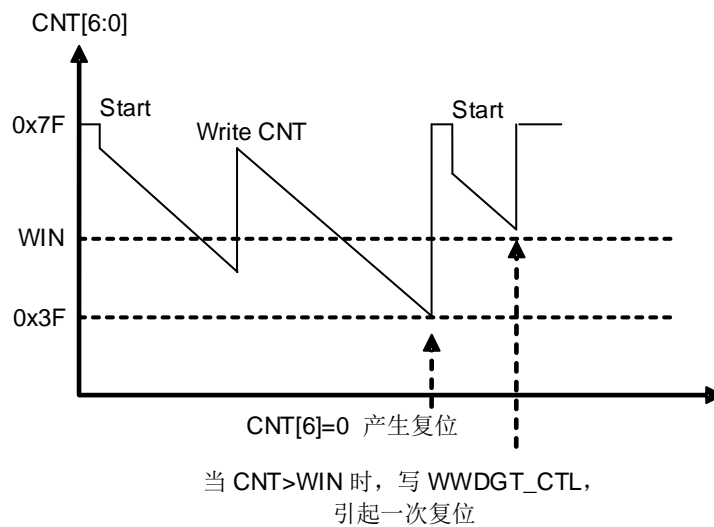 CNT[6:0]
0x7F
Start
Write CNT
Start
WIN
0x3F
CNT[6]=0 产生复位
当 CNT>WIN 时，写 WWDGT_CTL，
引起一次复位